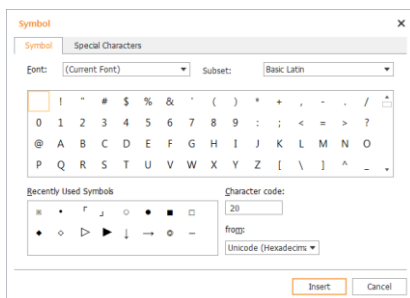 Symbol
Symbol Special Characters
Font: (Current Font) Subset: Basic Latin
! " # $ % & ' ( ) * + , - . /
0 1 2 3 4 5 6 7 8 9 : ; < = > ?
@ A B C D E F G H I J K L M N O
P Q R S T U V W X Y Z [ \ ] ^ _
Recently Used Symbols
Character code:
※ • ┌ ┘ ○ ● ■ □
20
◆ ◇ ▷ ▶ ↓ → ◎ −
from:
Unicode (Hexadecima
Insert Cancel